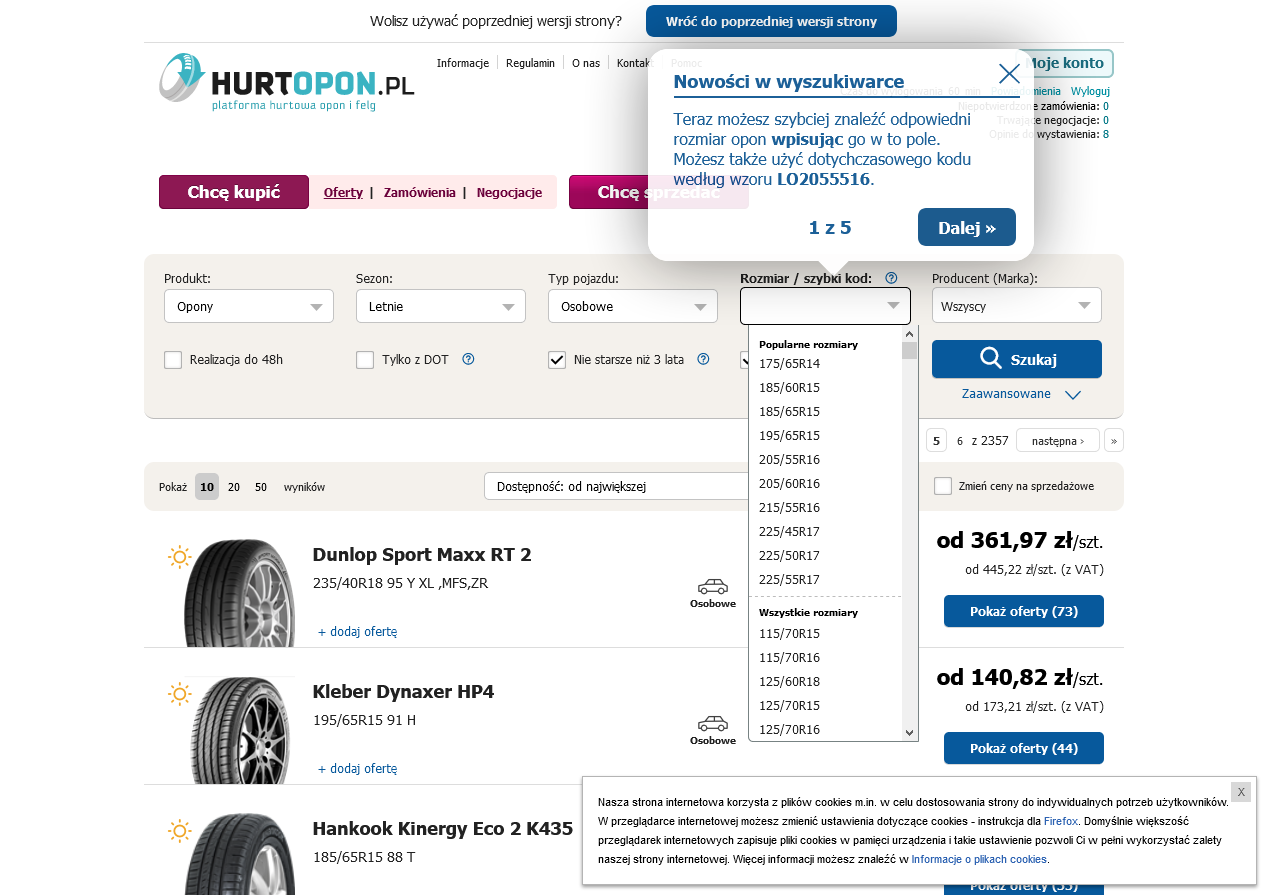 Wolisz używać poprzedniej wersji strony?
Wróć do poprzedniej wersji strony
HURTOPON.PL
platforma hurtowa opon i felg
Informacje
Regulamin
O nas
Kontakt
Pomoc
Moje konto
Powiadomienia
Wyloguj
Niepotwierdzone zamówienia: 0
Trwające negocjacje: 0
Opinie do wystawienia: 8
Nowości w wyszukiwarce
Teraz możesz szybciej znaleźć odpowiedni
rozmiar opon wpisując go w to pole.
Możesz także użyć dotychczasowego kodu
według wzoru LO2055516.
1 z 5
Dalej »
Chcę kupić
Oferty | Zamówienia | Negocjacje
Chcę sprzedać
Produkt:
Sezon:
Typ pojazdu:
Rozmiar / szybki kod:
Producent (Marka):
Opony
Letnie
Osobowe
Wszyscy
Realizacja do 48h
Tylko z DOT
Nie starsze niż 3 lata
Szukaj
Zaawansowane
Popularne rozmiary
175/65R14
185/60R15
185/65R15
195/65R15
205/55R16
205/60R16
215/55R16
225/45R17
225/50R17
225/55R17
Wszystkie rozmiary
115/70R15
115/70R16
125/60R18
125/70R15
125/70R16
5 6 z 2357 następna › »
Pokaż 10 20 50 wyników
Dostępność: od największej
Zmień ceny na sprzedażowe
Dunlop Sport Maxx RT 2
235/40R18 95 Y XL ,MFS,ZR
+ dodaj ofertę
Osobowe
od 361,97 zł/szt.
od 445,22 zł/szt. (z VAT)
Pokaż oferty (73)
Kleber Dynaxer HP4
195/65R15 91 H
+ dodaj ofertę
Osobowe
od 140,82 zł/szt.
od 173,21 zł/szt. (z VAT)
Pokaż oferty (44)
Hankook Kinergy Eco 2 K435
185/65R15 88 T
X
Nasza strona internetowa korzysta z plików cookies m.in. w celu dostosowania strony do indywidualnych potrzeb użytkowników.
W przeglądarce internetowej możesz zmienić ustawienia dotyczące cookies - instrukcja dla Firefox. Domyślnie większość
przeglądarek internetowych zapisuje pliki cookies w pamięci urządzenia i takie ustawienie pozwoli Ci w pełni wykorzystać zalety
naszej strony internetowej. Więcej informacji możesz znaleźć w Informacje o plikach cookies.
Pokaż oferty